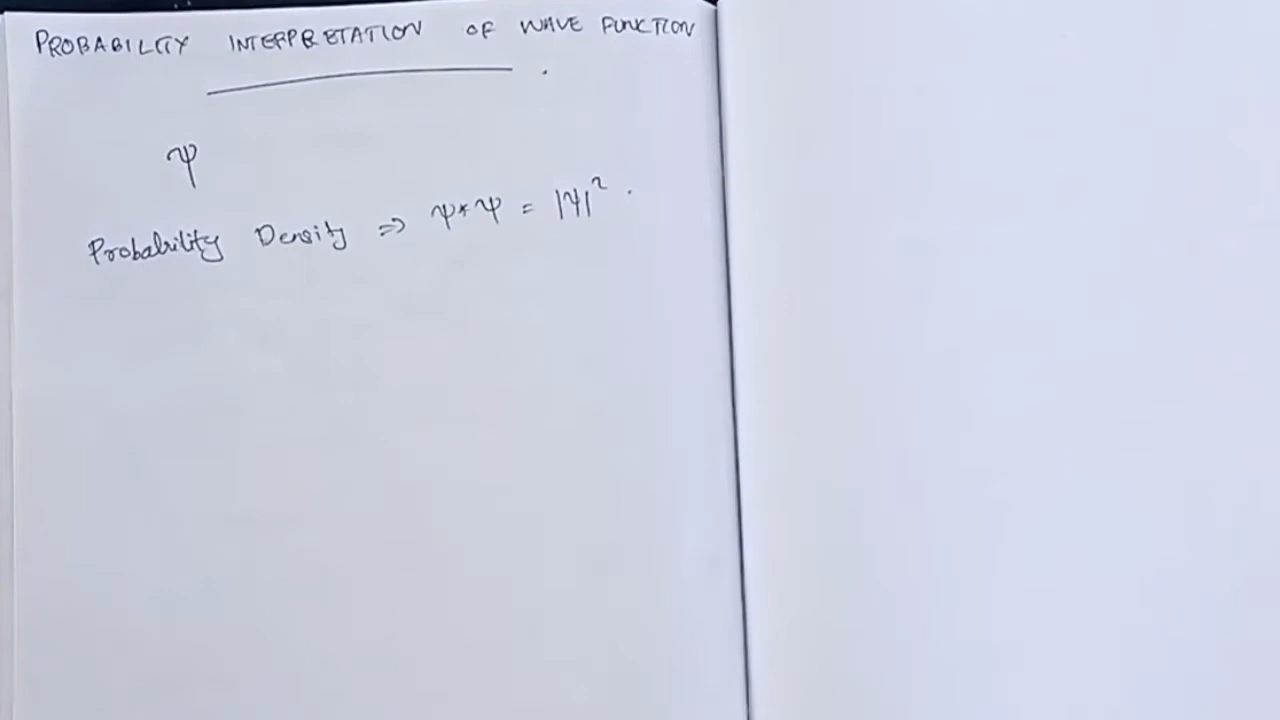 PROBABILITY INTERPRETATION OF WAVE FUNCTION
ψ
Probability Density ⇒ ψ*ψ = |ψ|² .